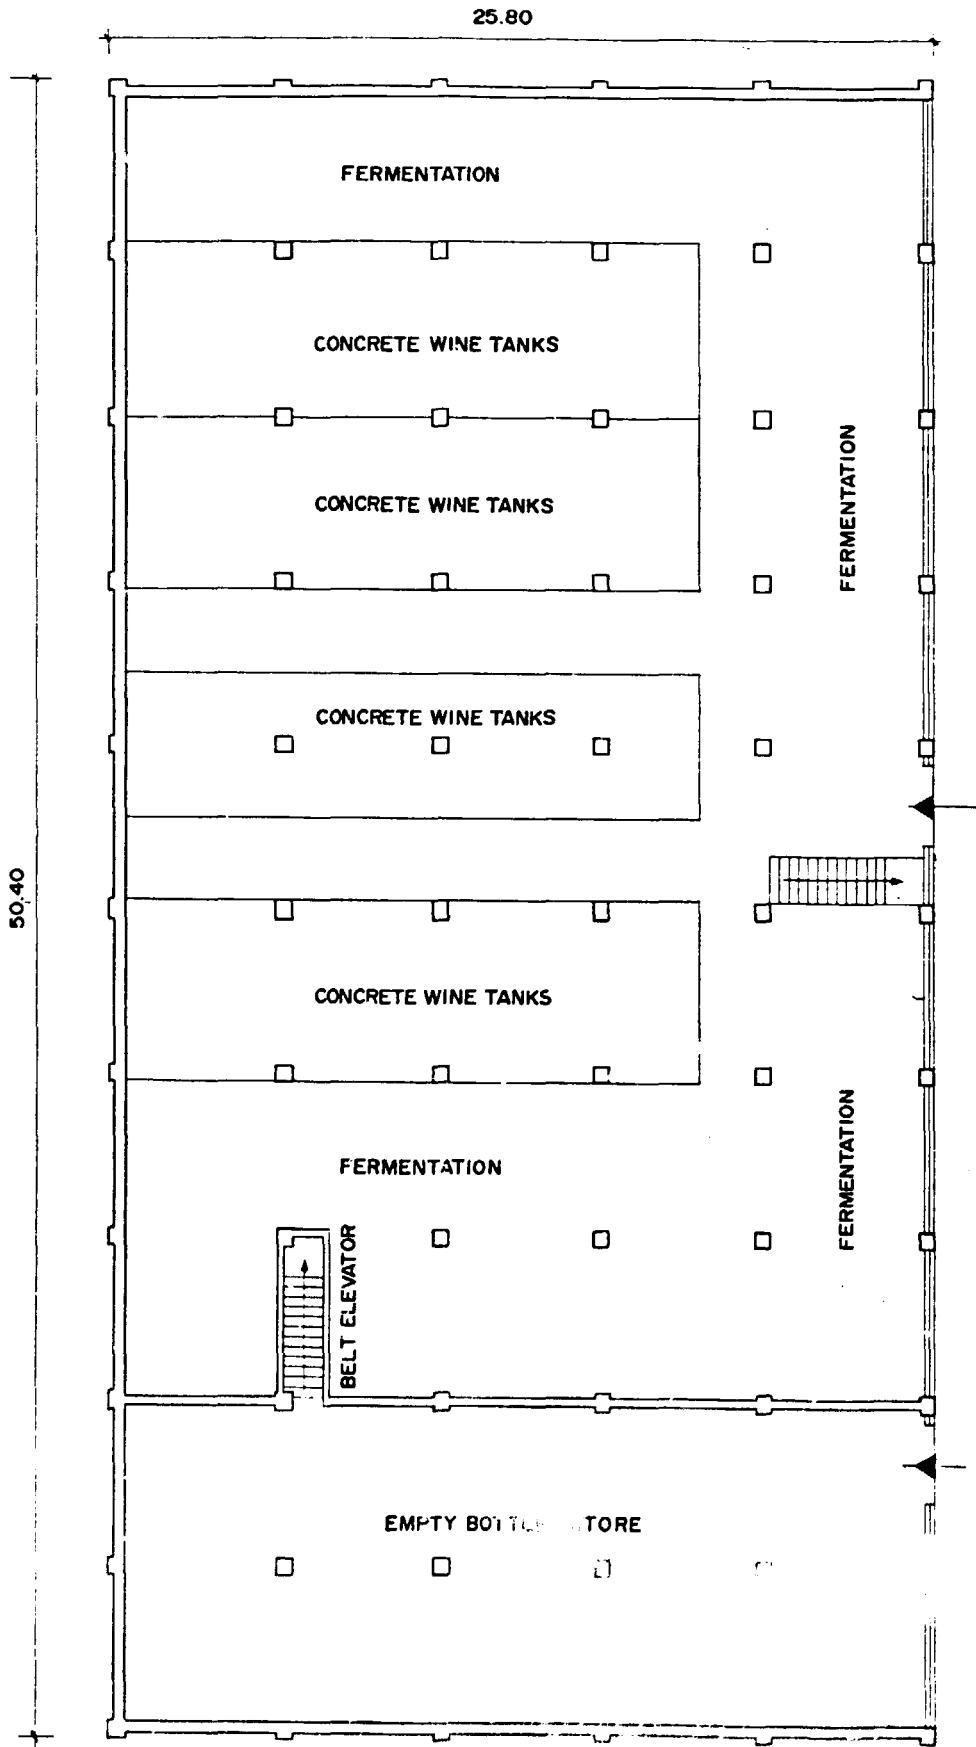 25.80
FERMENTATION
CONCRETE WINE TANKS
FERMENTATION
CONCRETE WINE TANKS
CONCRETE WINE TANKS
50.40
CONCRETE WINE TANKS
FERMENTATION
FERMENTATION
BELT ELEVATOR
EMPTY